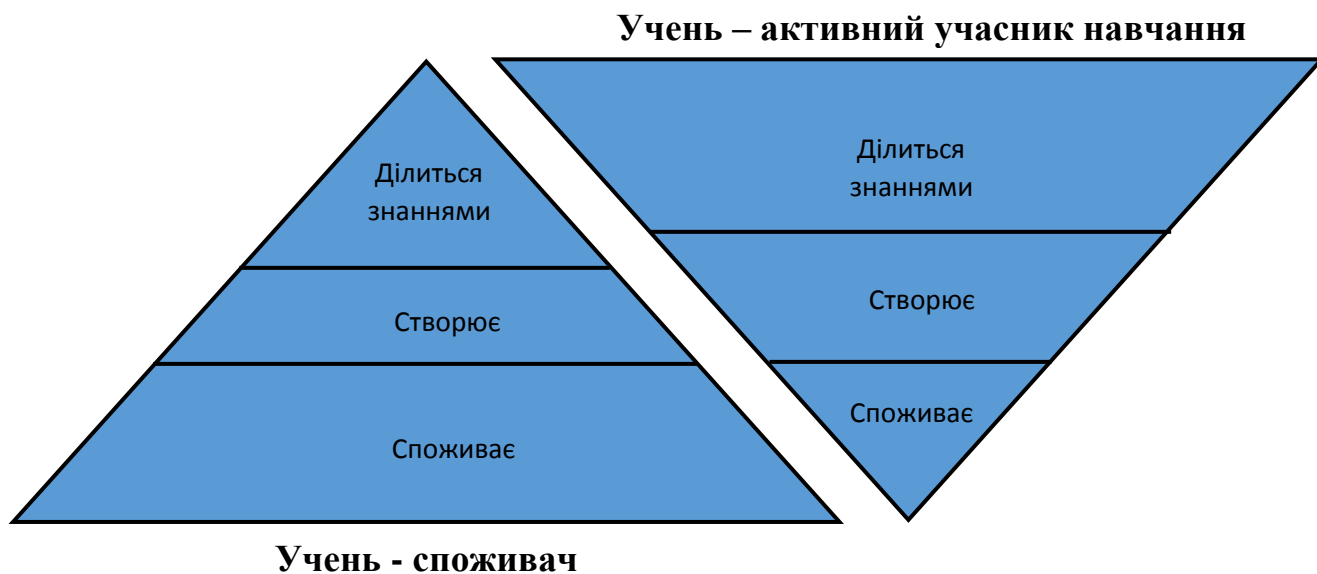 Учень – активний учасник навчання
Ділиться
знаннями
Створює
Споживає
Ділиться
знаннями
Створює
Споживає
Учень - споживач